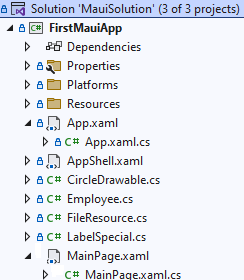 Solution 'MauiSolution' (3 of 3 projects)
C# FirstMauiApp
Dependencies
Properties
Platforms
Resources
App.xaml
C# App.xaml.cs
AppShell.xaml
C# CircleDrawable.cs
C# Employee.cs
C# FileResource.cs
C# LabelSpecial.cs
MainPage.xaml
C# MainPage.xaml.cs